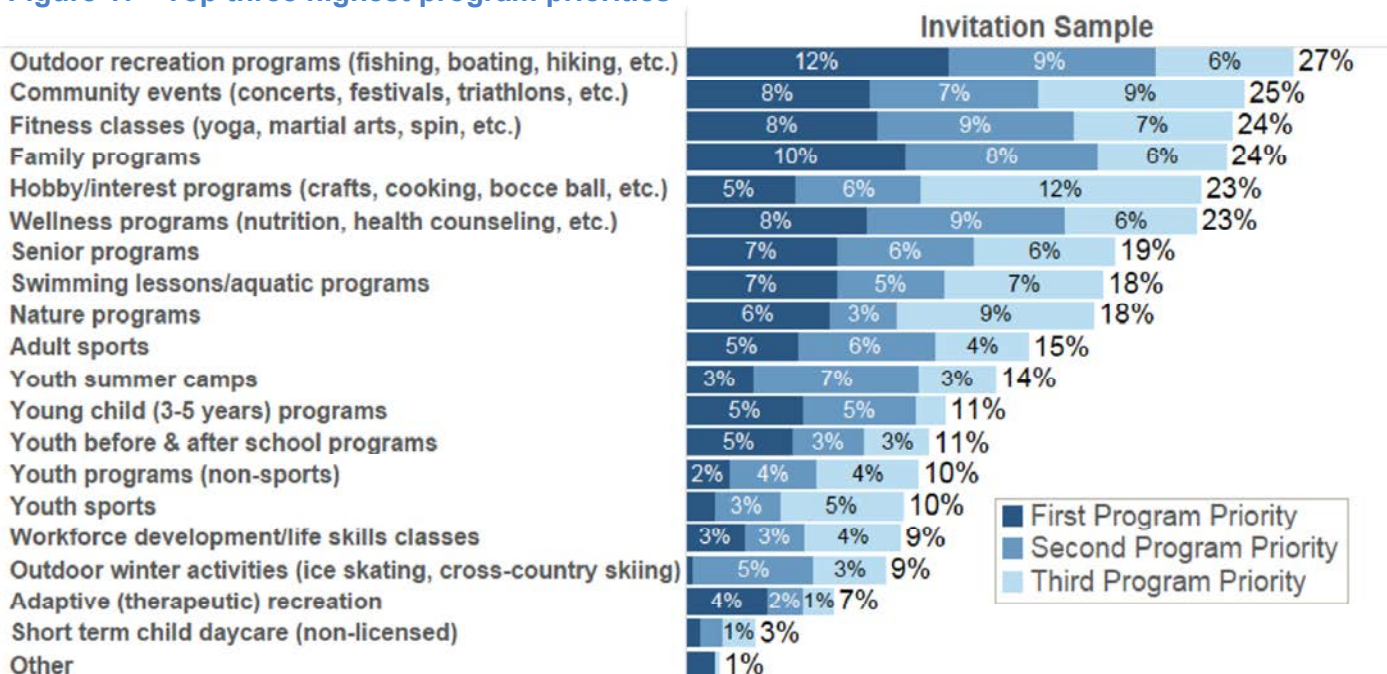 Invitation Sample
Outdoor recreation programs (fishing, boating, hiking, etc.) 12% 9% 6% 27%
Community events (concerts, festivals, triathlons, etc.) 8% 7% 9% 25%
Fitness classes (yoga, martial arts, spin, etc.) 8% 9% 7% 24%
Family programs 10% 8% 6% 24%
Hobby/interest programs (crafts, cooking, bocce ball, etc.) 5% 6% 12% 23%
Wellness programs (nutrition, health counseling, etc.) 8% 9% 6% 23%
Senior programs 7% 6% 6% 19%
Swimming lessons/aquatic programs 7% 5% 7% 18%
Nature programs 6% 3% 9% 18%
Adult sports 5% 6% 4% 15%
Youth summer camps 3% 7% 3% 14%
Young child (3-5 years) programs 5% 5% 11%
Youth before & after school programs 5% 3% 3% 11%
Youth programs (non-sports) 2% 4% 4% 10%
Youth sports 3% 5% 10%
Workforce development/life skills classes 3% 3% 4% 9%
Outdoor winter activities (ice skating, cross-country skiing) 5% 3% 9%
Adaptive (therapeutic) recreation 4% 2% 1% 7%
Short term child daycare (non-licensed) 1% 3%
Other 1%
First Program Priority
Second Program Priority
Third Program Priority